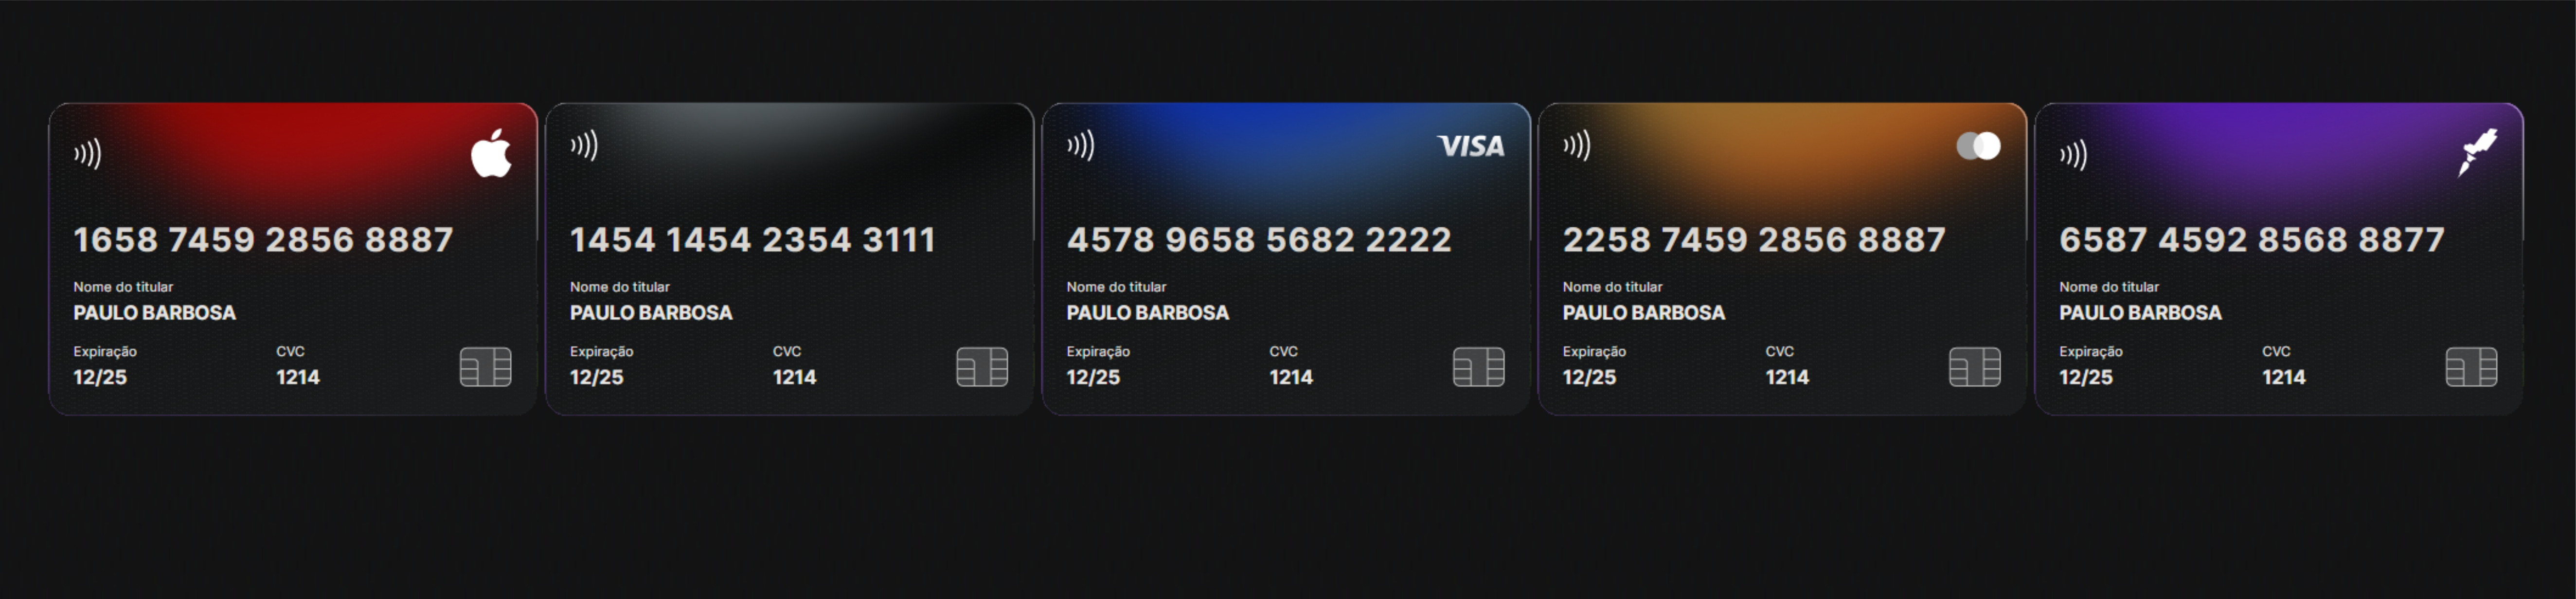 VISA
1658 7459 2856 8887
Nome do titular
PAULO BARBOSA
Expiração CVC
12/25 1214
1454 1454 2354 3111
Nome do titular
PAULO BARBOSA
Expiração CVC
12/25 1214
4578 9658 5682 2222
Nome do titular
PAULO BARBOSA
Expiração CVC
12/25 1214
2258 7459 2856 8887
Nome do titular
PAULO BARBOSA
Expiração CVC
12/25 1214
6587 4592 8568 8877
Nome do titular
PAULO BARBOSA
Expiração CVC
12/25 1214